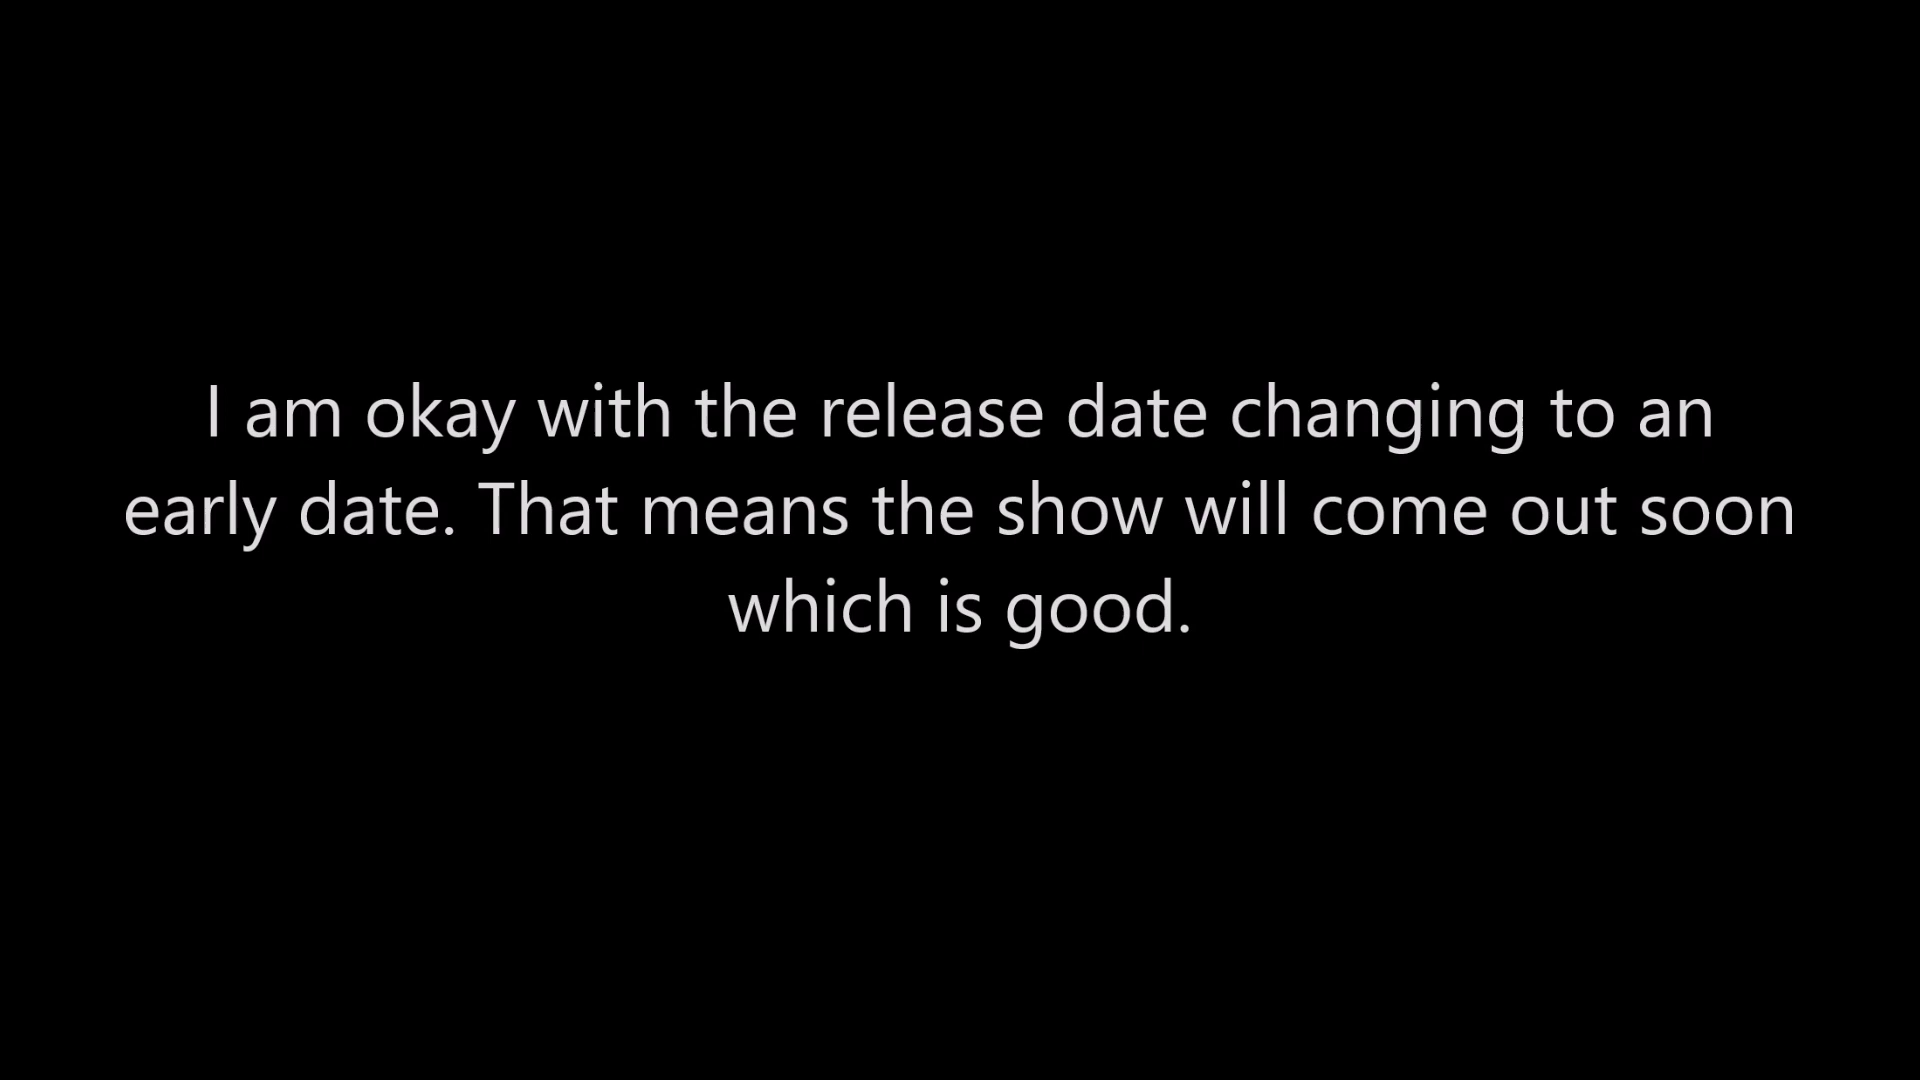 I am okay with the release date changing to an
early date. That means the show will come out soon
which is good.